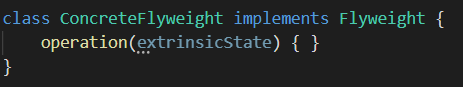 class ConcreteFlyweight implements Flyweight {
    operation(extrinsicState) { }
}